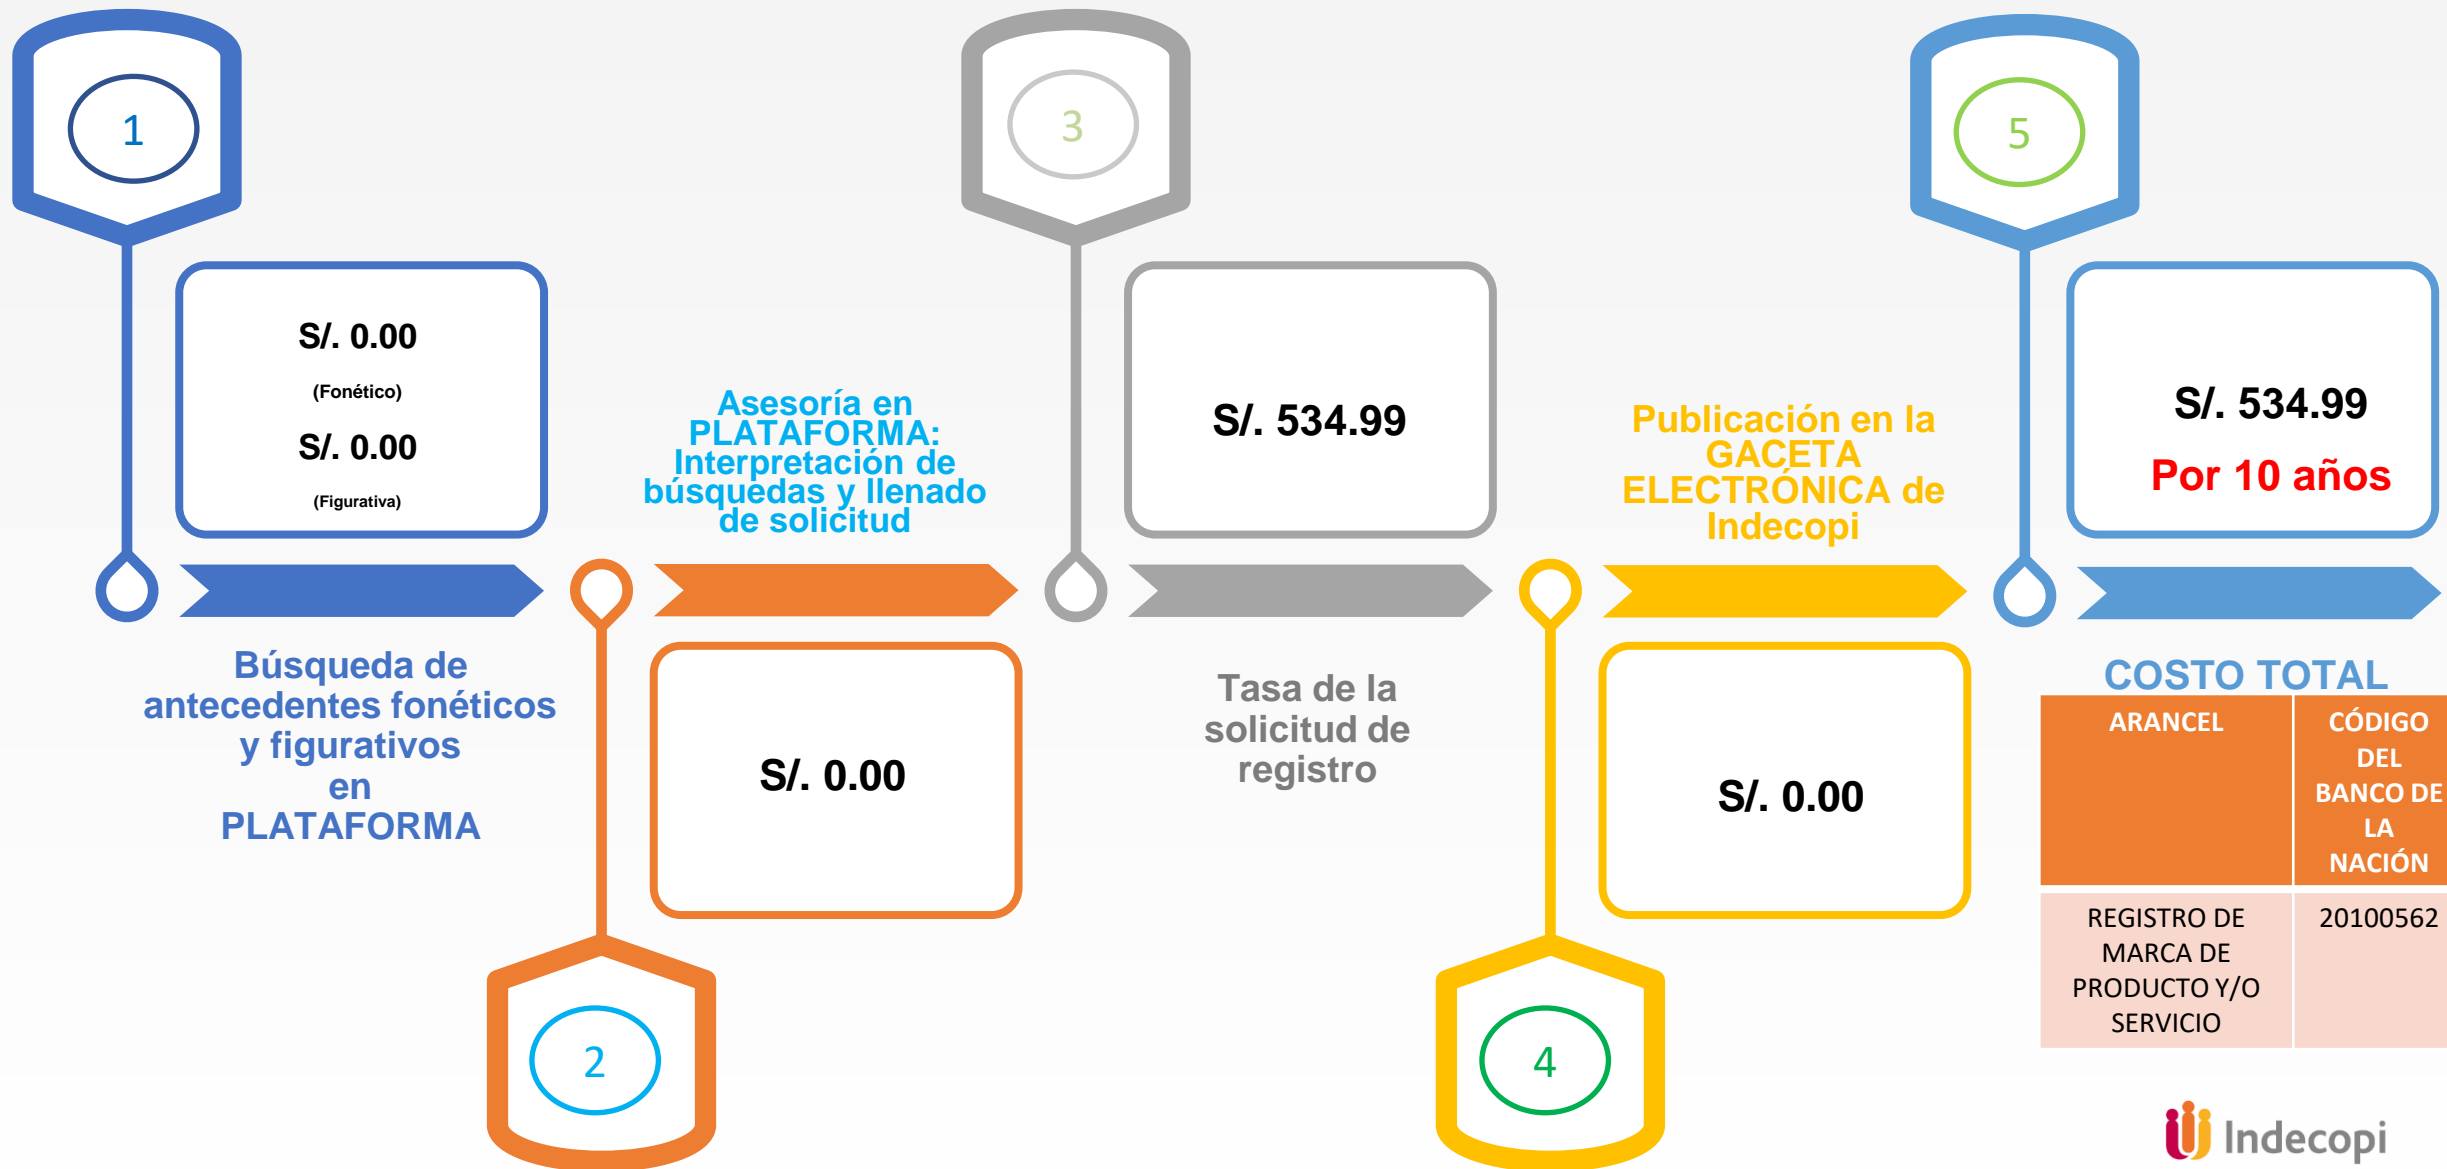 1
S/. 0.00
(Fonético)
S/. 0.00
(Figurativa)
Búsqueda de
antecedentes fonéticos
y figurativos
en
PLATAFORMA
Asesoría en
PLATAFORMA:
Interpretación de
búsquedas y llenado
de solicitud
S/. 0.00
2
3
S/. 534.99
Tasa de la
solicitud de
registro
Publicación en la
GACETA
ELECTRÓNICA de
Indecopi
S/. 0.00
4
5
S/. 534.99
Por 10 años
COSTO TOTAL
ARANCEL
CÓDIGO
DEL
BANCO DE
LA
NACIÓN
REGISTRO DE
MARCA DE
PRODUCTO Y/O
SERVICIO
20100562
Indecopi